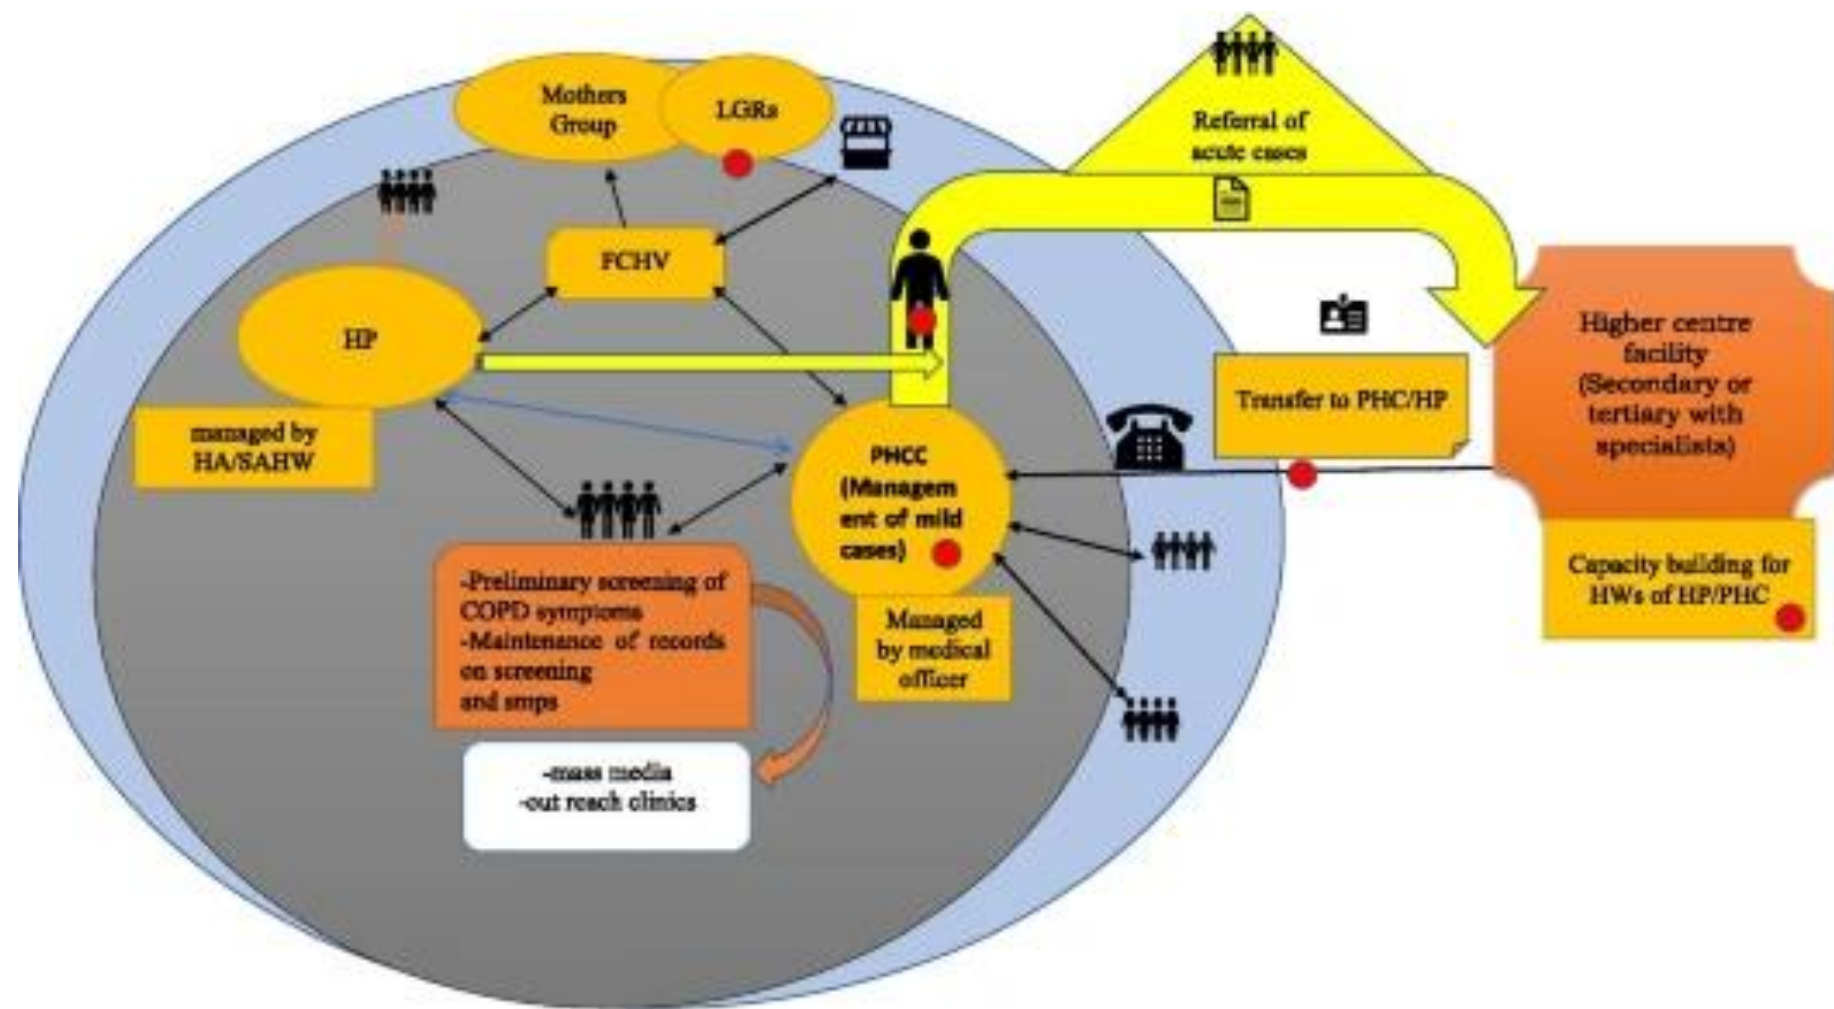 Mothers
Group
LGRs
Referral of
acute cases
FCHV
HP
managed by
HA/SAHW
PHCC
(Managem
ent of mild
cases)
Managed
by medical
officer
-Preliminary screening of
COPD symptoms
-Maintenance of records
on screening
and smps
-mass media
-out reach clinics
Transfer to PHC/HP
Higher centre
facility
(Secondary or
tertiary with
specialists)
Capacity building for
HWs of HP/PHC